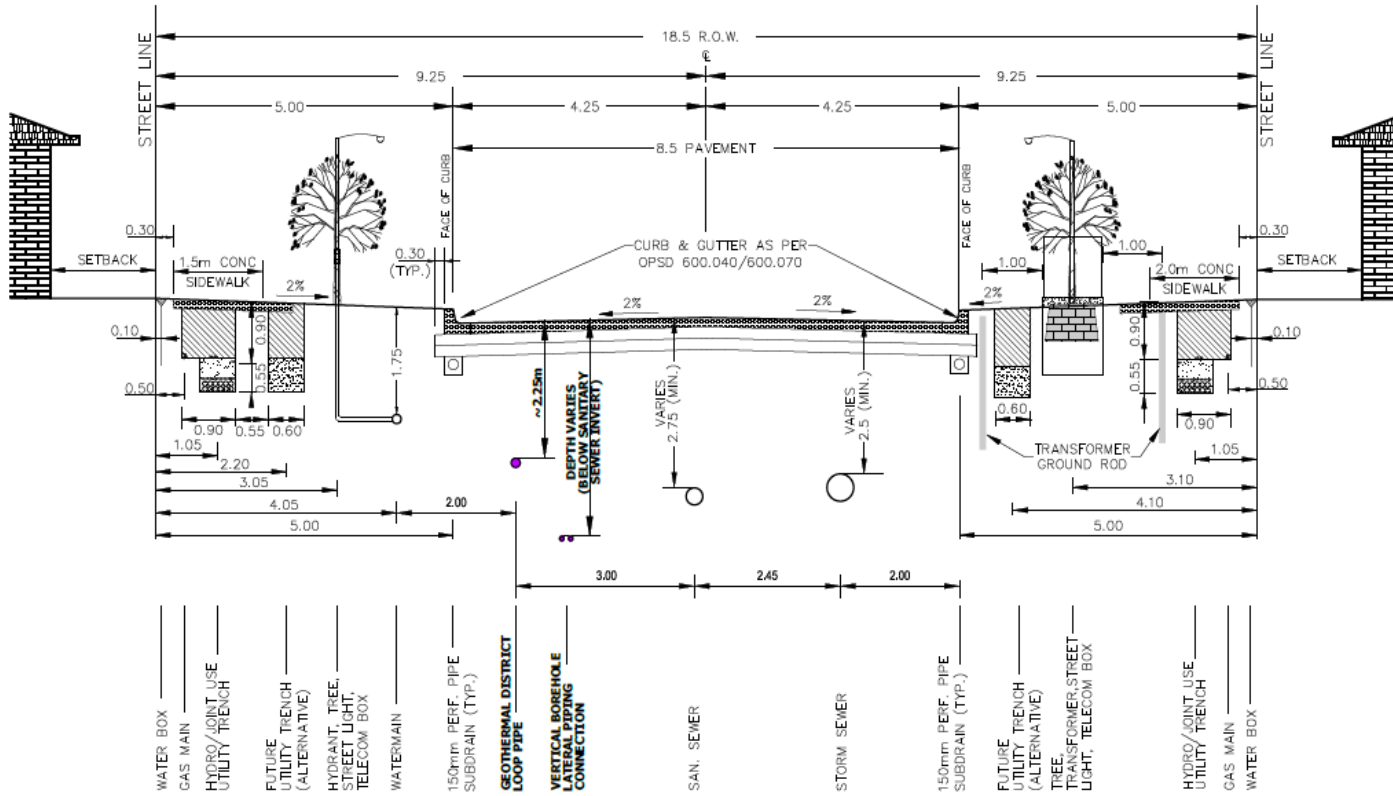 18.5 R.O.W.
℄
9.25
9.25
5.00
4.25
4.25
5.00
8.5 PAVEMENT
STREET LINE
STREET LINE
FACE OF CURB
FACE OF CURB
0.30
0.30
SETBACK
SETBACK
1.5m CONC
SIDEWALK
0.30
(TYP.)
CURB & GUTTER AS PER
OPSD 600.040/600.070
1.00
1.00
2.0m CONC
SIDEWALK
2%
2%
2%
2%
0.10
0.10
0.90
0.90
1.75
0.55
0.55
0.50
0.50
~2.25m
DEPTH VARIES
(BELOW SANITARY
SEWER INVERT)
VARIES
2.75 (MIN.)
VARIES
2.5 (MIN.)
0.90
0.55
0.60
0.60
0.90
TRANSFORMER
GROUND ROD
1.05
1.05
2.20
3.05
3.10
4.05
2.00
4.10
5.00
5.00
3.00
2.45
2.00
WATER BOX
GAS MAIN
HYDRO/JOINT USE
UTILITY TRENCH
FUTURE
UTILITY TRENCH
(ALTERNATIVE)
HYDRANT, TREE,
STREET LIGHT,
TELECOM BOX
WATERMAIN
150mm PERF. PIPE
SUBDRAIN (TYP.)
GEOTHERMAL DISTRICT
LOOP PIPE
VERTICAL BOREHOLE
LATERAL PIPING
CONNECTION
SAN. SEWER
STORM SEWER
150mm PERF. PIPE
SUBDRAIN (TYP.)
FUTURE
UTILITY TRENCH
(ALTERNATIVE)
TREE,
TRANSFORMER,STREET
LIGHT, TELECOM BOX
HYDRO/JOINT USE
UTILITY TRENCH
GAS MAIN
WATER BOX